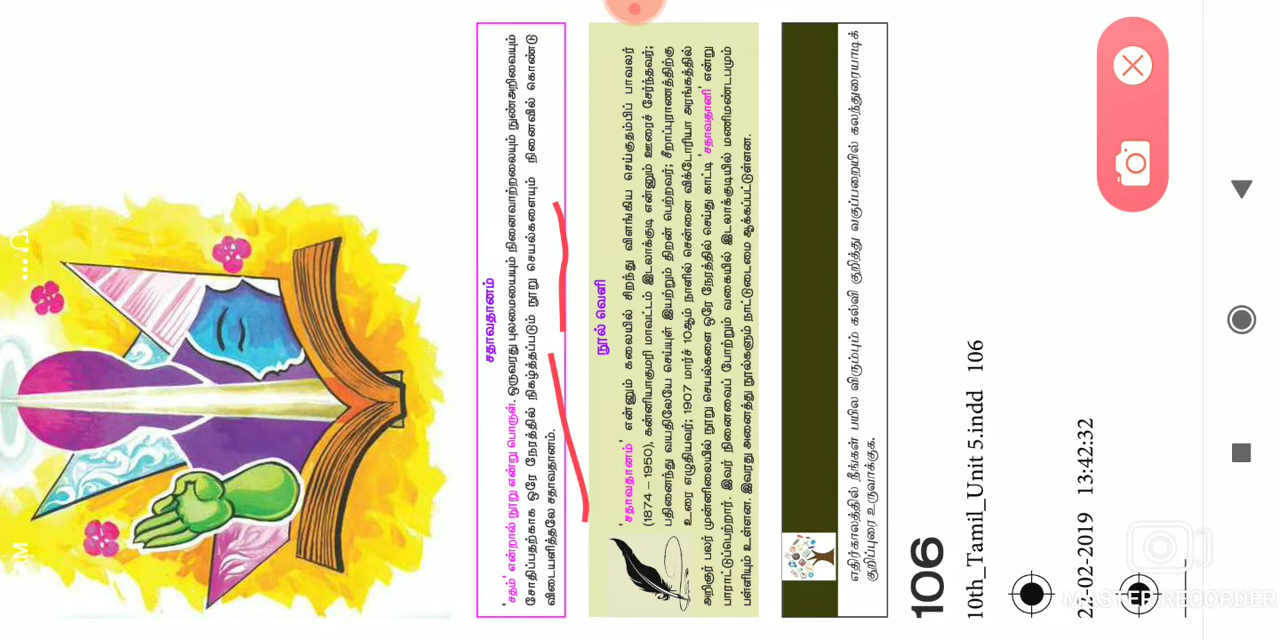 சதாவதானம்
'சதம்' என்றால் நூறு என்று பொருள். ஒருவரது புலமையையும் நினைவாற்றலையும் நுண்அறிவையும்
சோதிப்பதற்காக ஒரே நேரத்தில் நிகழ்த்தப்படும் நூறு செயல்களையும் நினைவில் கொண்டு
விடையளித்தலே சதாவதானம்.
நூல் வெளி
'சதாவதானம்' என்னும் கலையில் சிறந்து விளங்கிய செய்குதம்பிப் பாவலர்
(1874 – 1950), கன்னியாகுமரி மாவட்டம் இடலாக்குடி என்னும் ஊரைச் சேர்ந்தவர்;
பதினைந்து வயதிலேயே செய்யுள் இயற்றும் திறன் பெற்றவர்; சீறாப்புராணத்திற்கு
உரை எழுதியவர்; 1907 மார்ச் 10ஆம் நாளில் சென்னை விக்டோரியா அரங்கத்தில்
அறிஞர் பலர் முன்னிலையில் நூறு செயல்களை ஒரே நேரத்தில் செய்து காட்டி 'சதாவதானி' என்று
பாராட்டுப்பெற்றார். இவர் நினைவைப் போற்றும் வகையில் இடலாக்குடியில் மணிமண்டபமும்
பள்ளியும் உள்ளன. இவரது அனைத்து நூல்களும் நாட்டுடைமை ஆக்கப்பட்டுள்ளன.
எதிர்காலத்தில் நீங்கள் பயில விரும்பும் கல்வி குறித்து வகுப்பறையில் கலந்துரையாடிக்
குறிப்புரை உருவாக்குக.
106
10th_Tamil_Unit 5.indd 106
22-02-2019 13:42:32
MASTER RECORDER